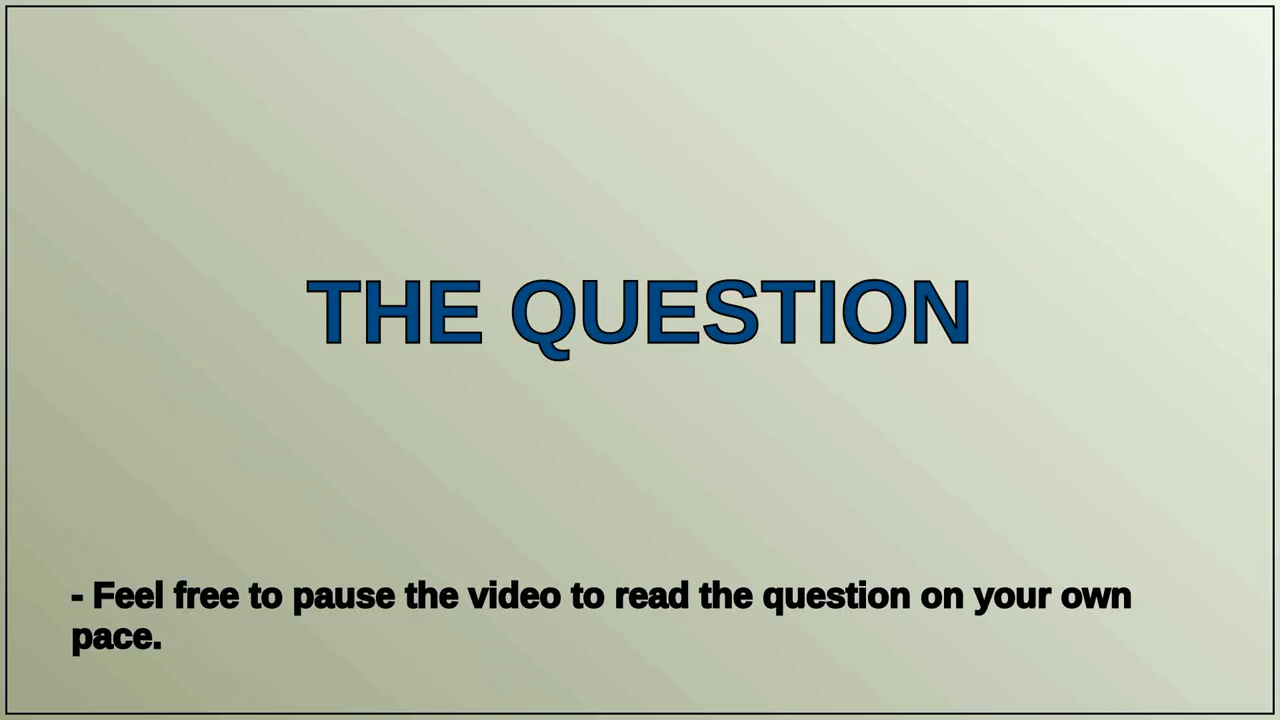 THE QUESTION
- Feel free to pause the video to read the question on your own
pace.